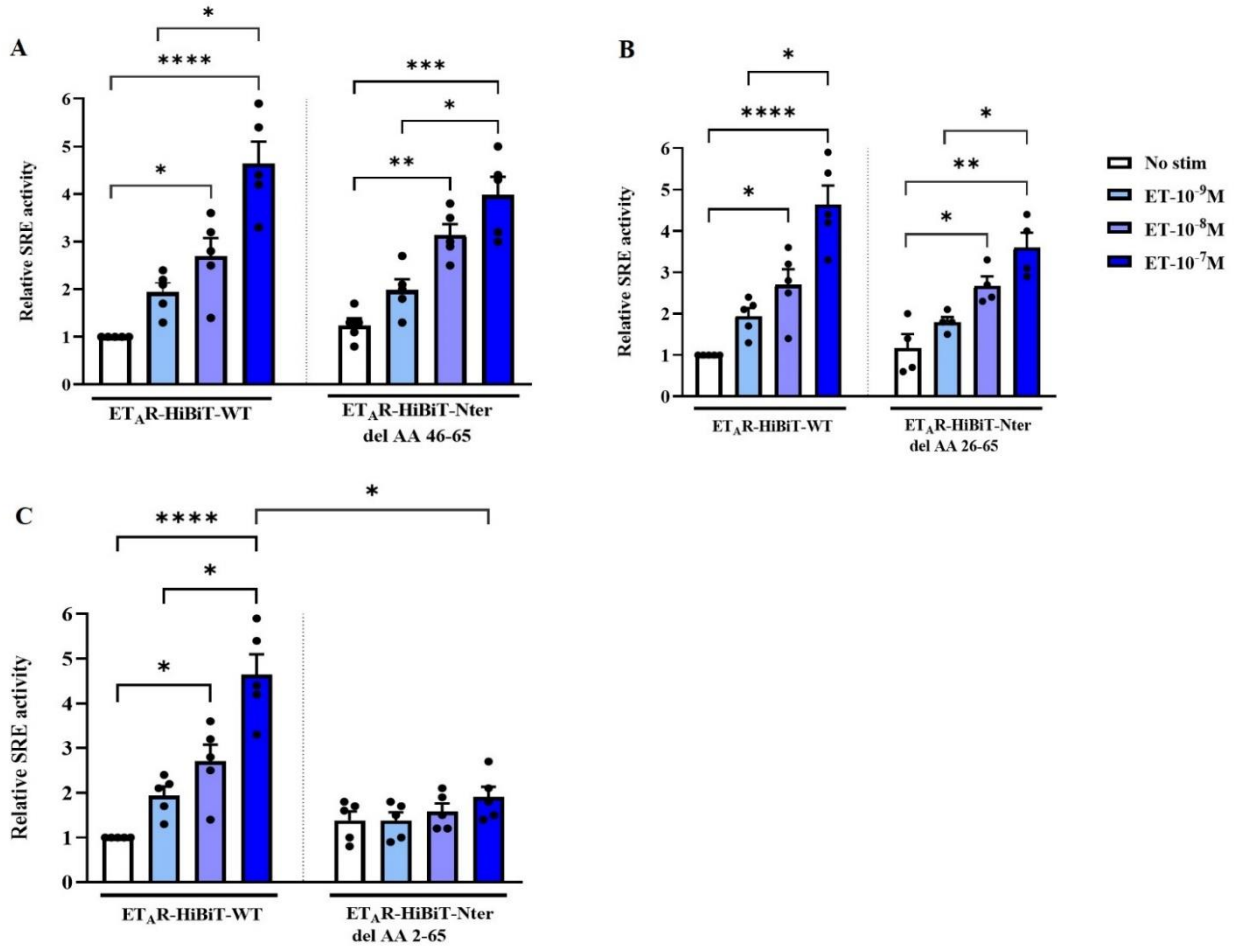 A
*
****
*
***
*
**
Relative SRE activity
6
5
4
3
2
1
0
ETAR-HiBiT-WT
ETAR-HiBiT-Nter
del AA 46-65
B
*
****
*
*
**
*
Relative SRE activity
6
5
4
3
2
1
0
ETAR-HiBiT-WT
ETAR-HiBiT-Nter
del AA 26-65
No stim
ET-10⁻⁹M
ET-10⁻⁸M
ET-10⁻⁷M
C
*
****
*
*
Relative SRE activity
6
5
4
3
2
1
0
ETAR-HiBiT-WT
ETAR-HiBiT-Nter
del AA 2-65